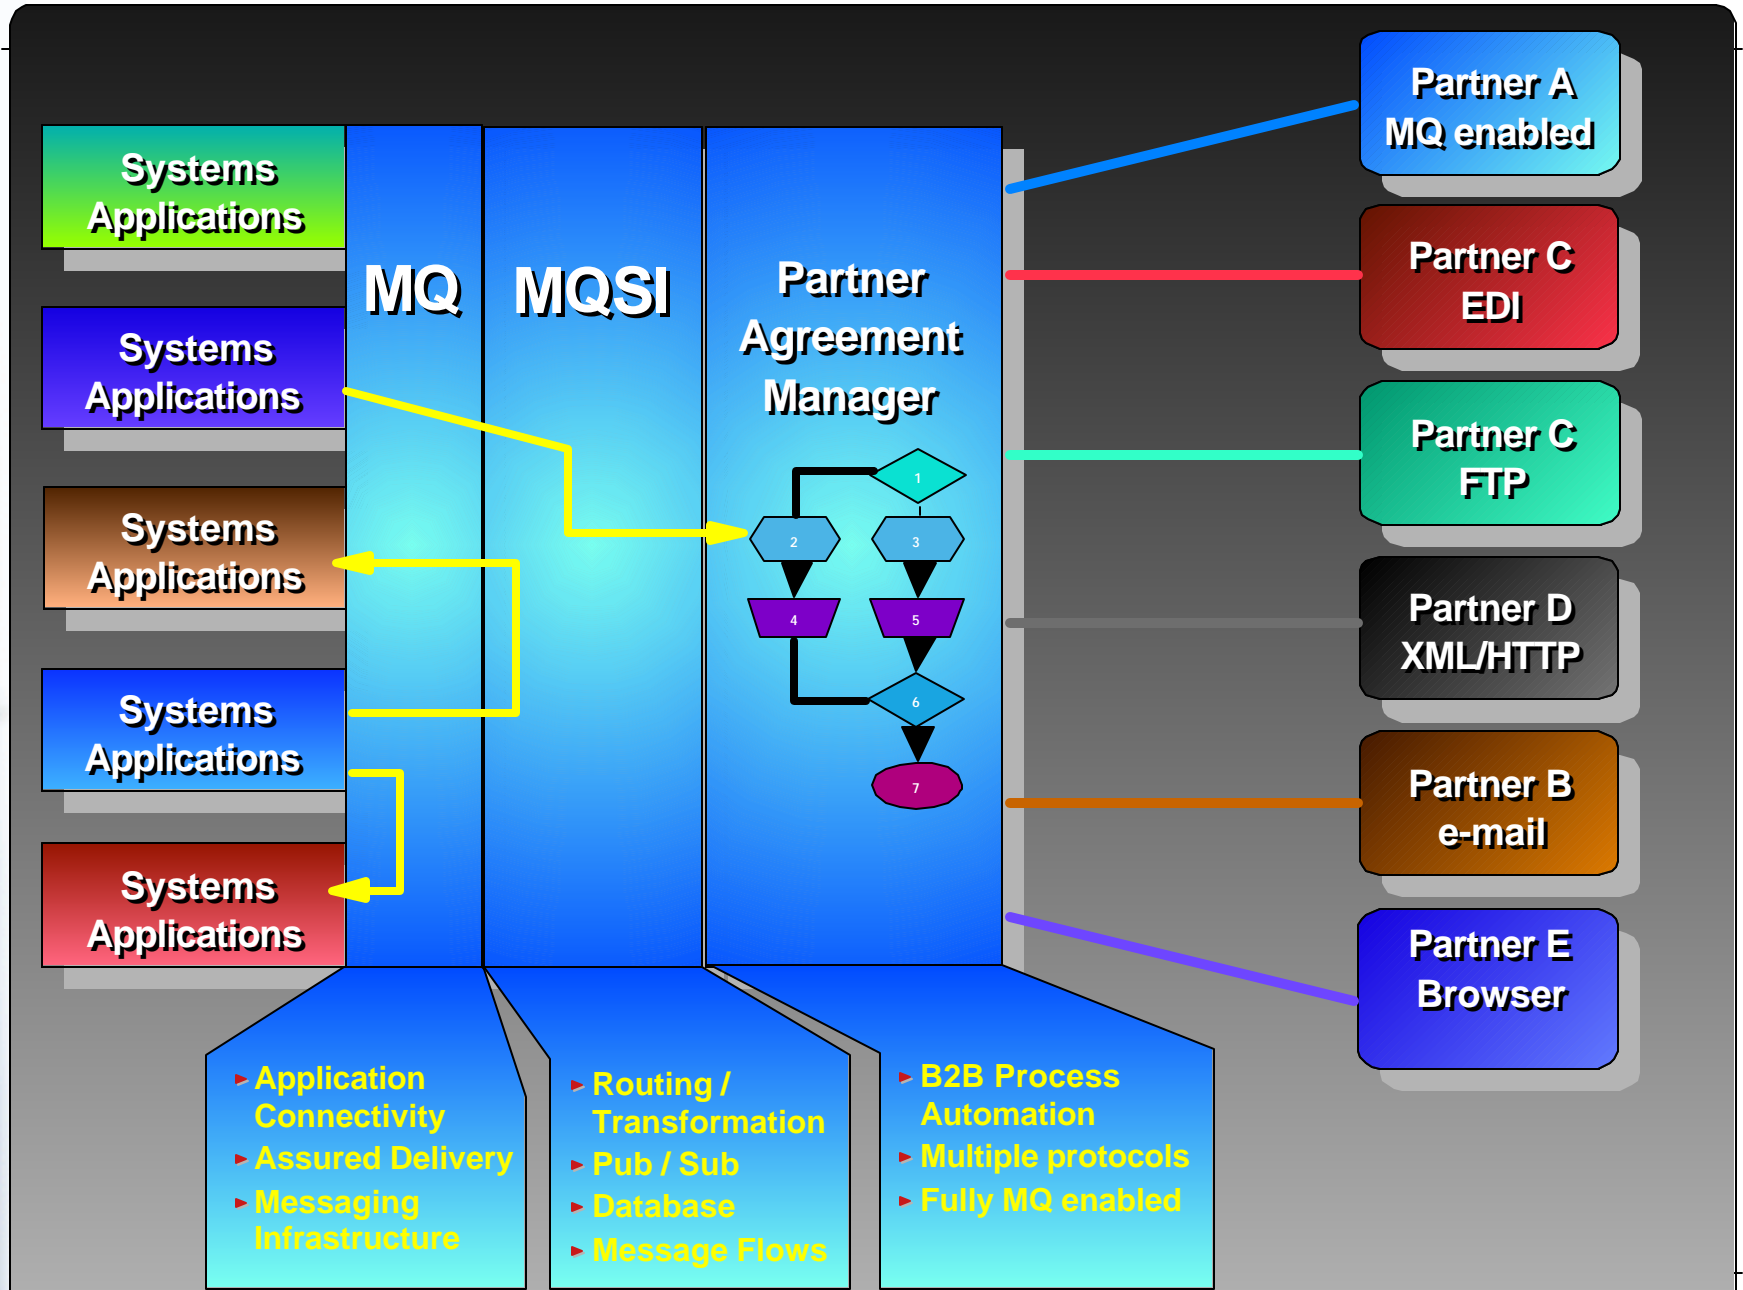 Systems
Applications
Systems
Applications
Systems
Applications
Systems
Applications
Systems
Applications
MQ
MQSI
Partner
Agreement
Manager
1
2
3
4
5
6
7
Partner A
MQ enabled
Partner C
EDI
Partner C
FTP
Partner D
XML/HTTP
Partner B
e-mail
Partner E
Browser
Application
Connectivity
Assured Delivery
Messaging
Infrastructure
Routing /
Transformation
Pub / Sub
Database
Message Flows
B2B Process
Automation
Multiple protocols
Fully MQ enabled